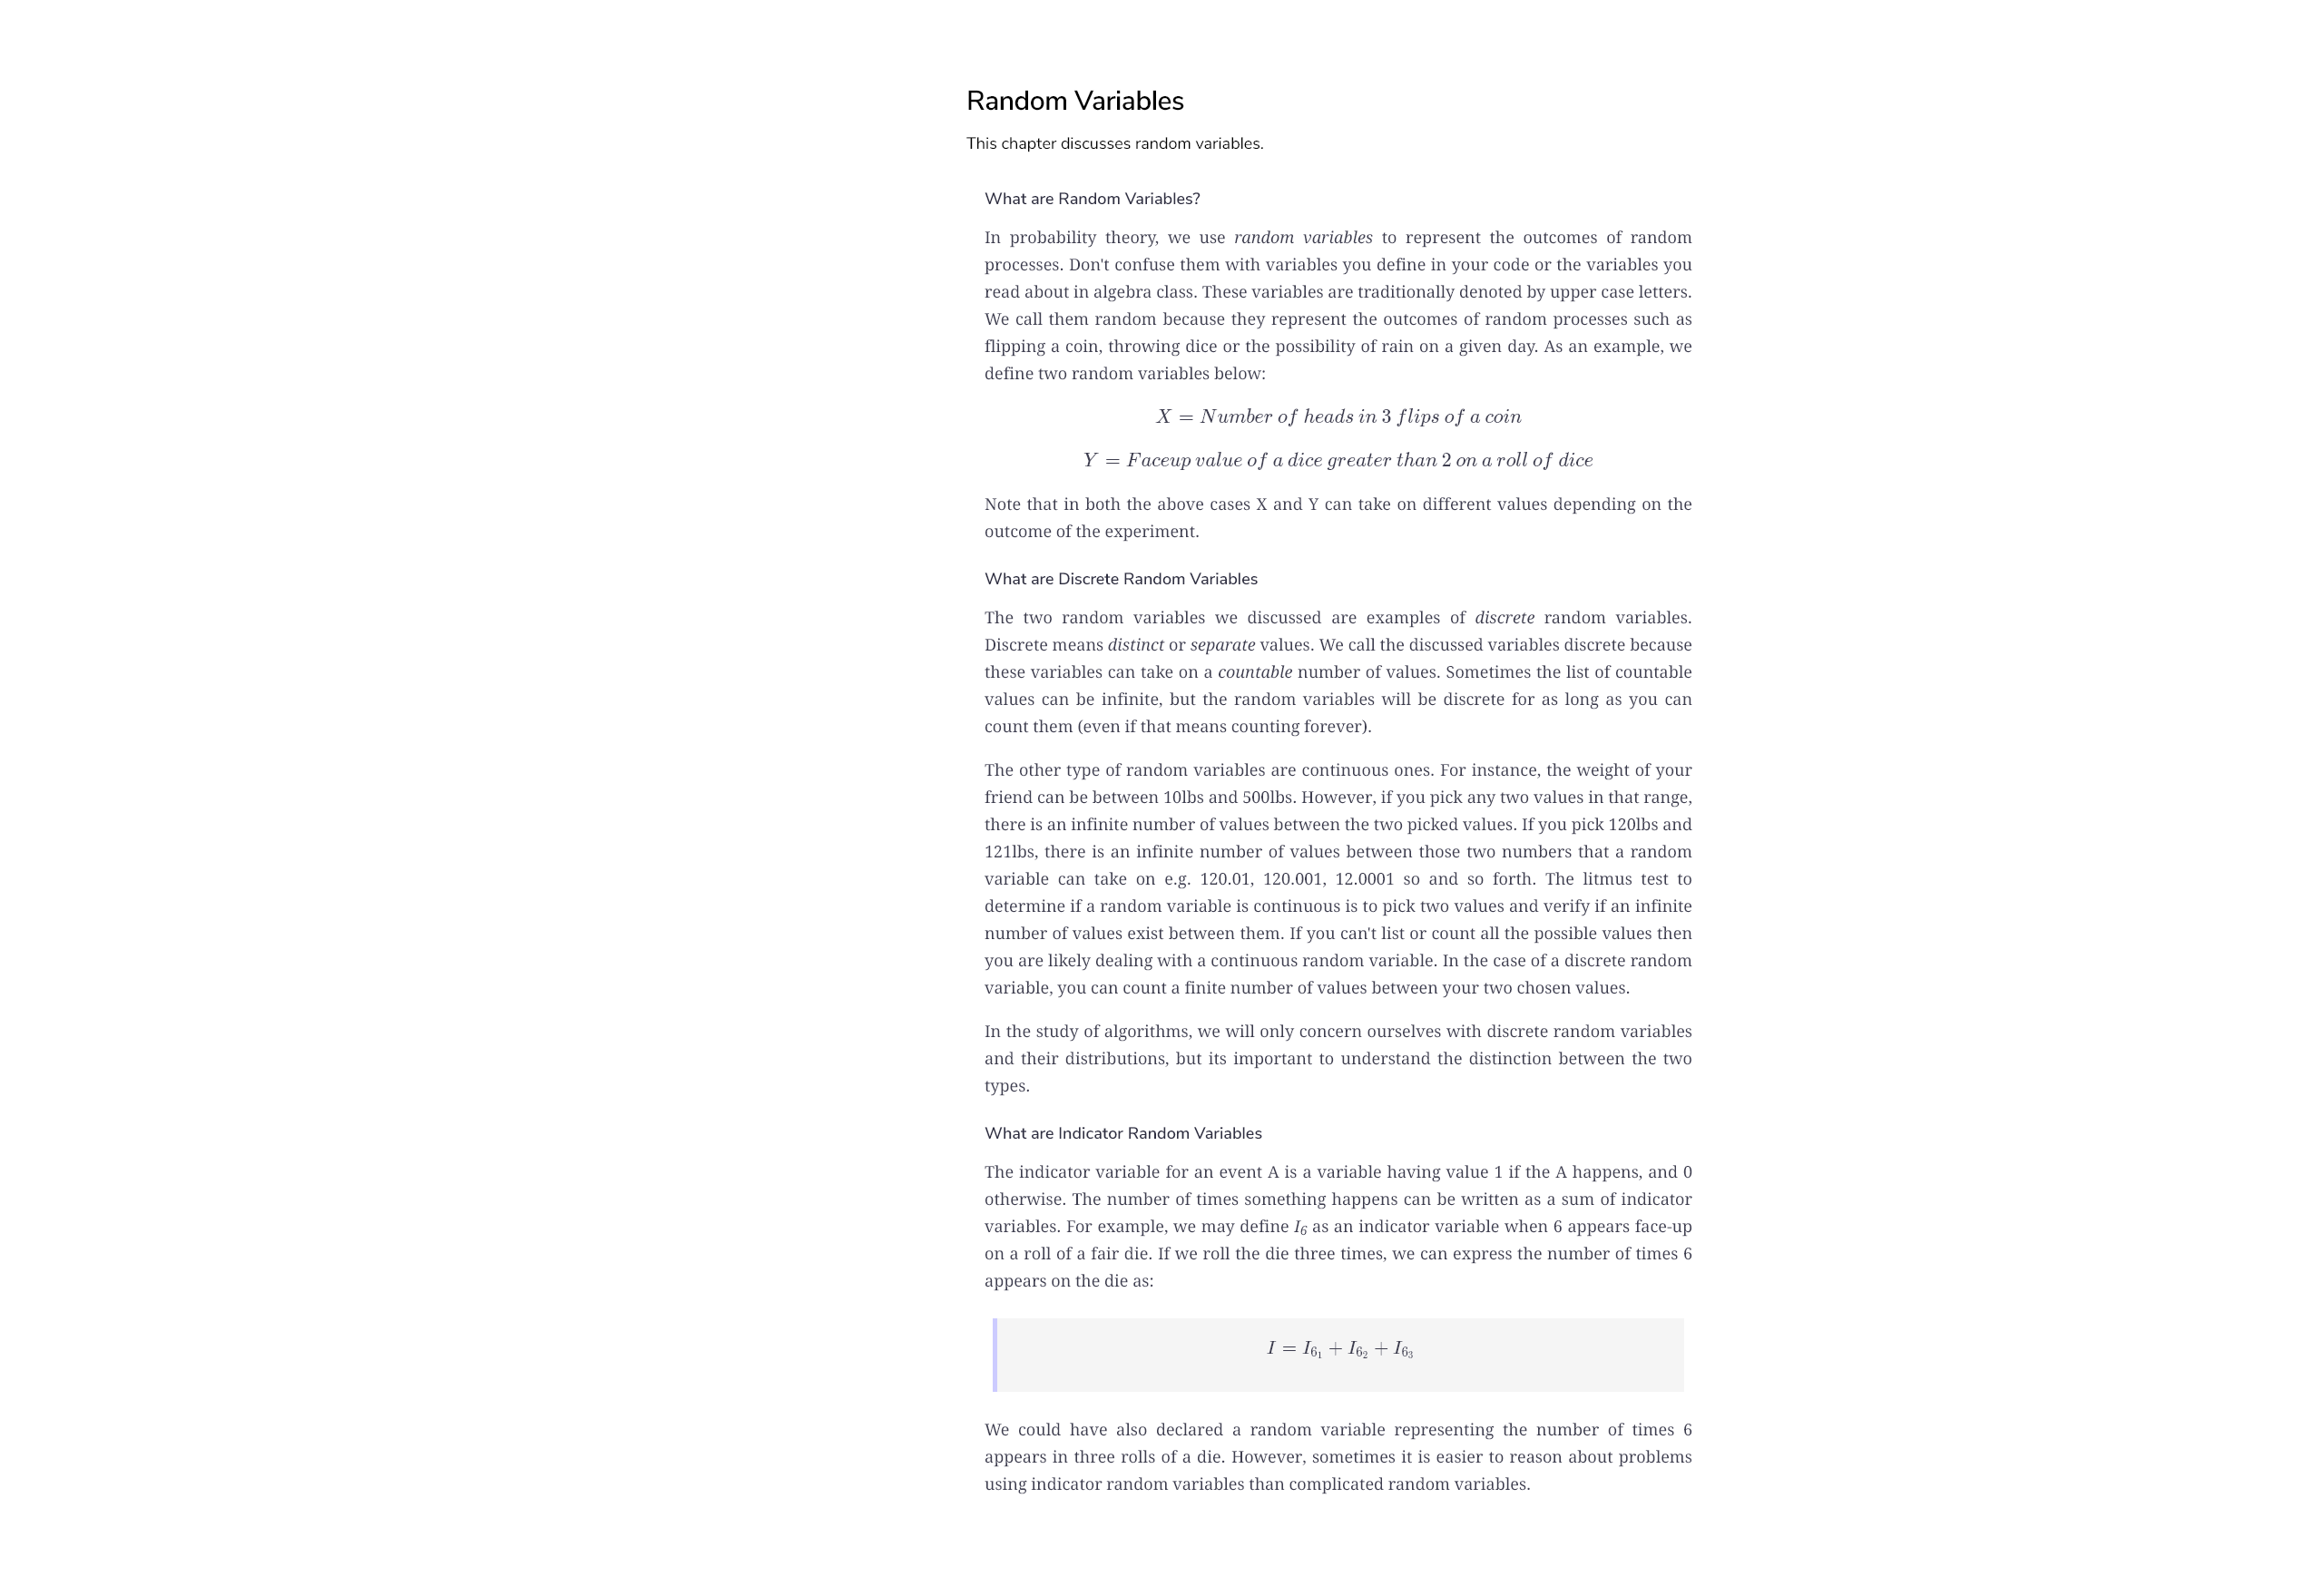 Random Variables
This chapter discusses random variables.
What are Random Variables?
In probability theory, we use random variables to represent the outcomes of random
processes. Don't confuse them with variables you define in your code or the variables you
read about in algebra class. These variables are traditionally denoted by upper case letters.
We call them random because they represent the outcomes of random processes such as
flipping a coin, throwing dice or the possibility of rain on a given day. As an example, we
define two random variables below:
X = Number of heads in 3 flips of a coin
Y = Faceup value of a dice greater than 2 on a roll of dice
Note that in both the above cases X and Y can take on different values depending on the
outcome of the experiment.
What are Discrete Random Variables
The two random variables we discussed are examples of discrete random variables.
Discrete means distinct or separate values. We call the discussed variables discrete because
these variables can take on a countable number of values. Sometimes the list of countable
values can be infinite, but the random variables will be discrete for as long as you can
count them (even if that means counting forever).
The other type of random variables are continuous ones. For instance, the weight of your
friend can be between 10lbs and 500lbs. However, if you pick any two values in that range,
there is an infinite number of values between the two picked values. If you pick 120lbs and
121lbs, there is an infinite number of values between those two numbers that a random
variable can take on e.g. 120.01, 120.001, 12.0001 so and so forth. The litmus test to
determine if a random variable is continuous is to pick two values and verify if an infinite
number of values exist between them. If you can't list or count all the possible values then
you are likely dealing with a continuous random variable. In the case of a discrete random
variable, you can count a finite number of values between your two chosen values.
In the study of algorithms, we will only concern ourselves with discrete random variables
and their distributions, but its important to understand the distinction between the two
types.
What are Indicator Random Variables
The indicator variable for an event A is a variable having value 1 if the A happens, and 0
otherwise. The number of times something happens can be written as a sum of indicator
variables. For example, we may define I₆ as an indicator variable when 6 appears face-up
on a roll of a fair die. If we roll the die three times, we can express the number of times 6
appears on the die as:
I = I_{6_1} + I_{6_2} + I_{6_3}
We could have also declared a random variable representing the number of times 6
appears in three rolls of a die. However, sometimes it is easier to reason about problems
using indicator random variables than complicated random variables.